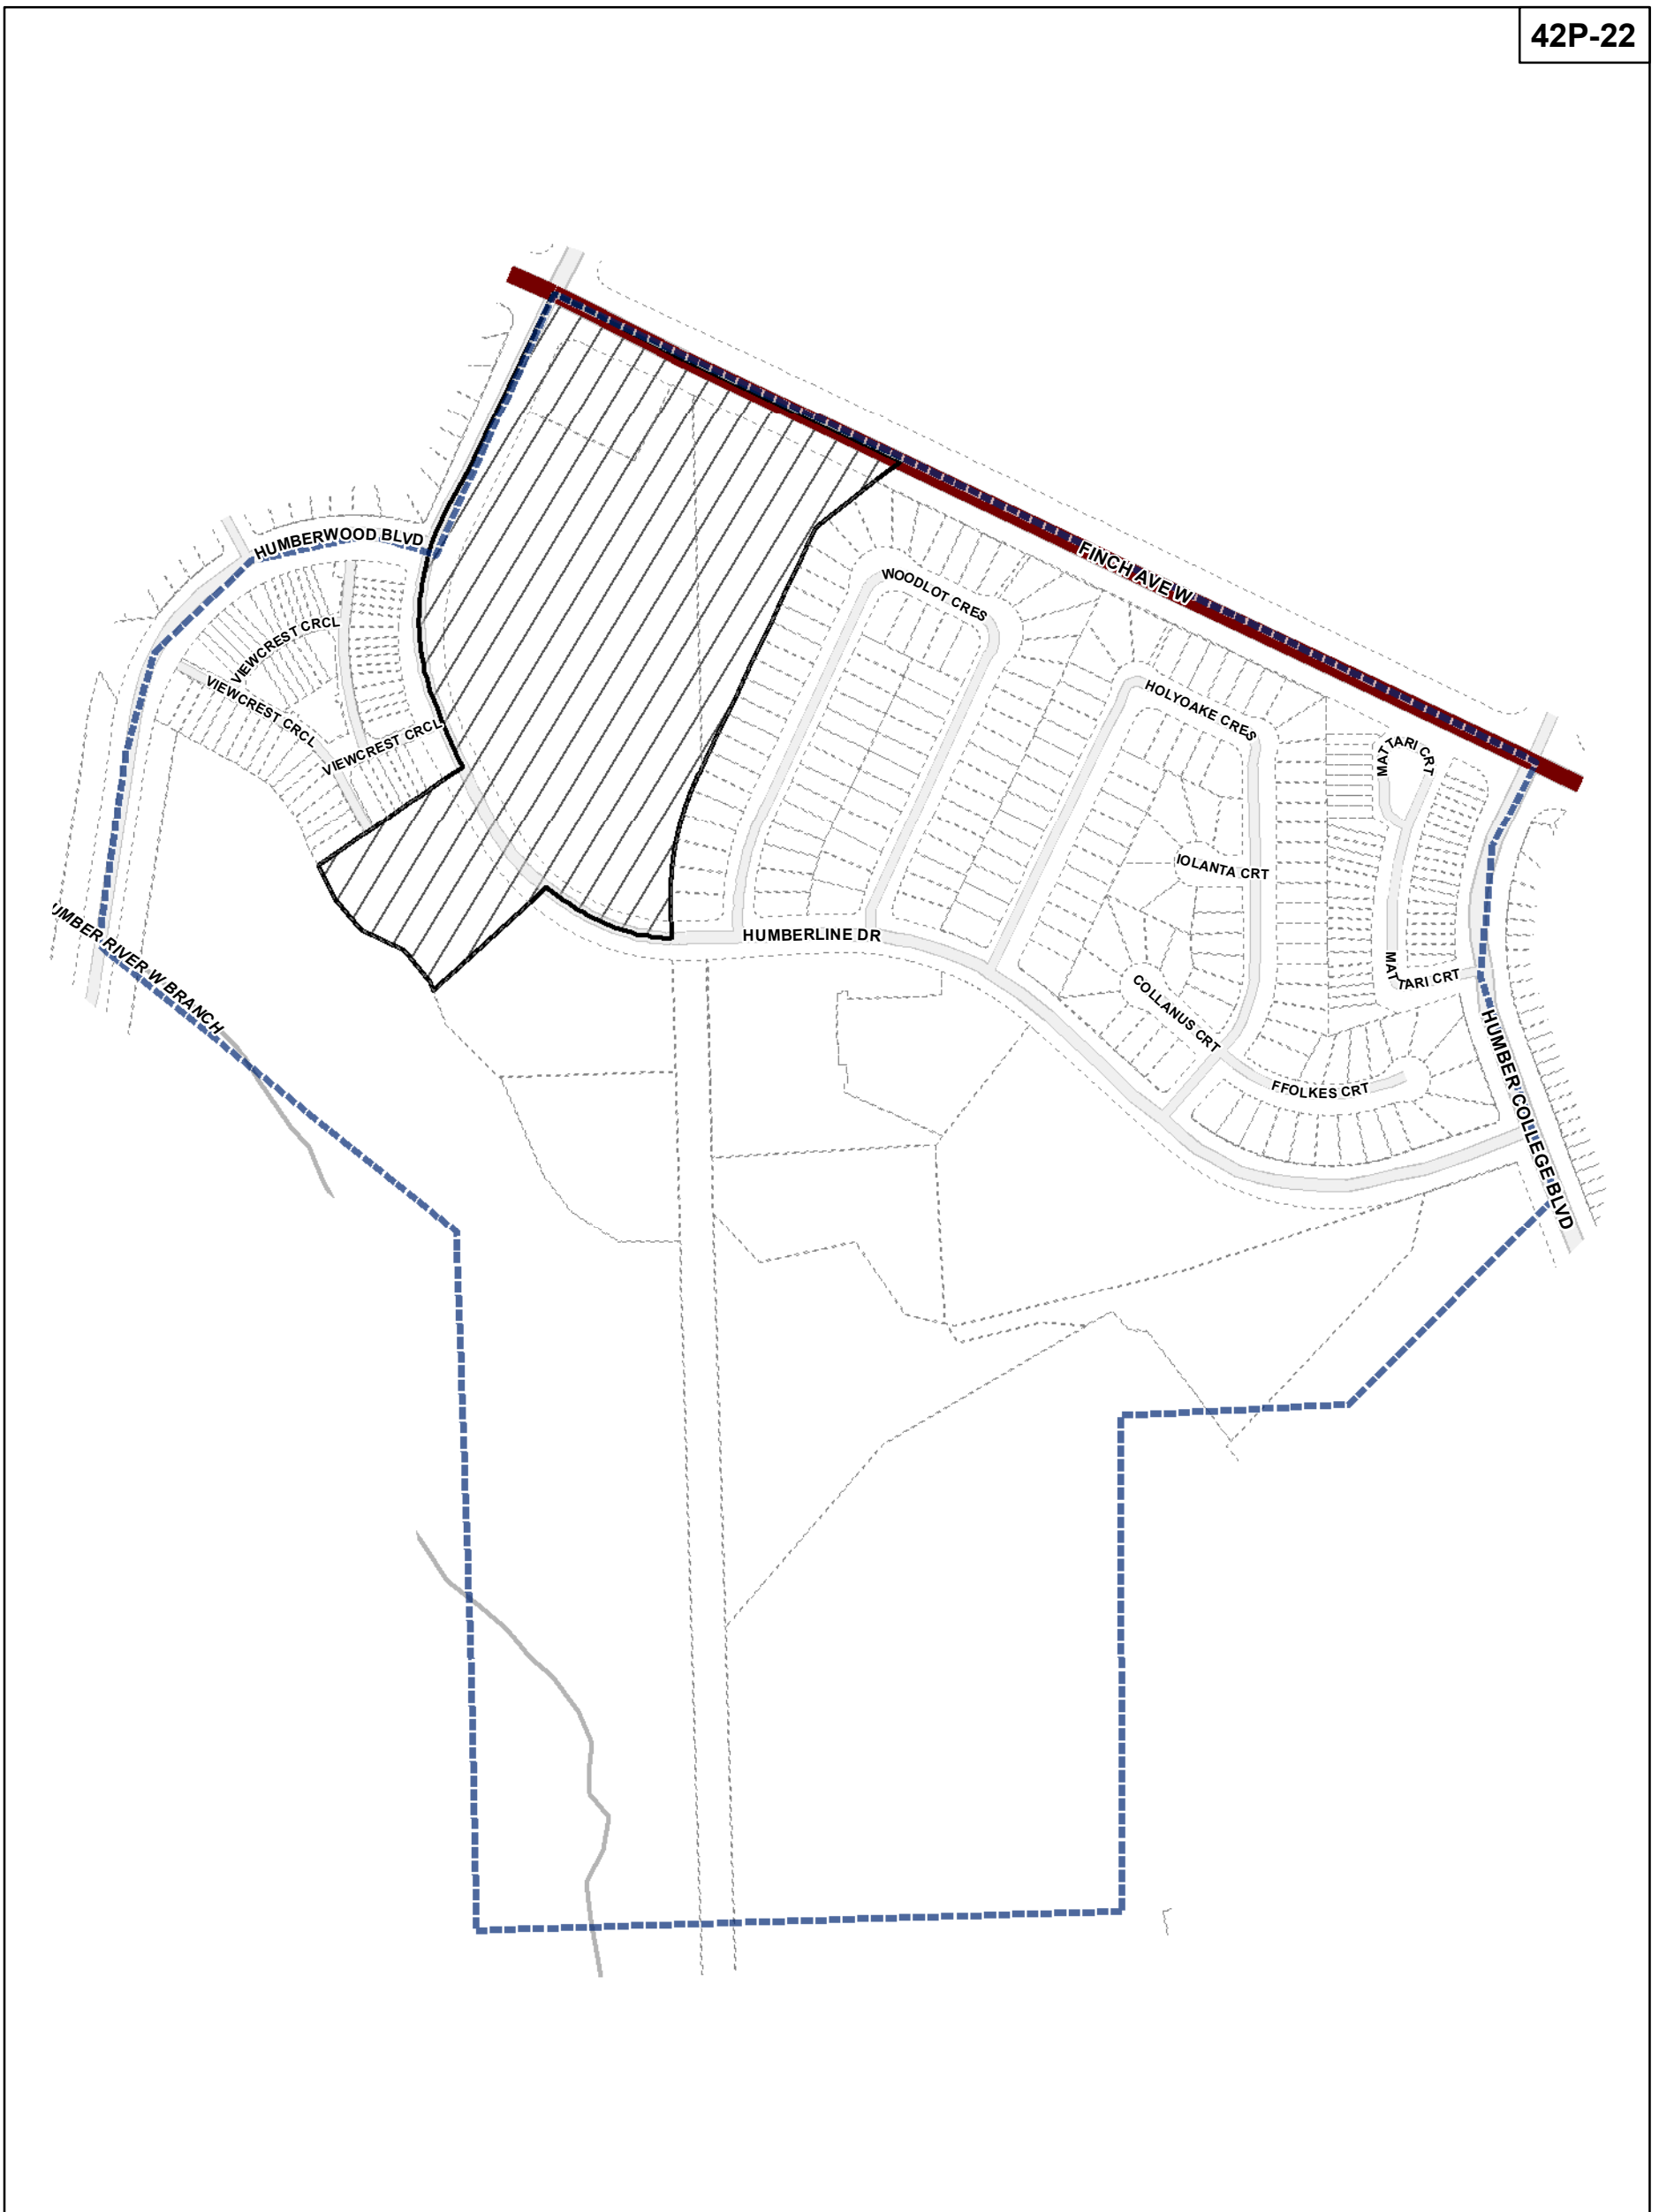 42P-22
FINCH AVE W
HUMBERWOOD BLVD
WOODLOT CRES
VIEWCREST CRCL
VIEWCREST CRCL
VIEWCREST CRCL
HOLYOAKE CRES
MATTARI CRT
IOLANTA CRT
UMBER RIVER W BRANCH
HUMBERLINE DR
MATTARI CRT
COLLANUS CRT
FFOLKES CRT
HUMBER COLLEGE BLVD